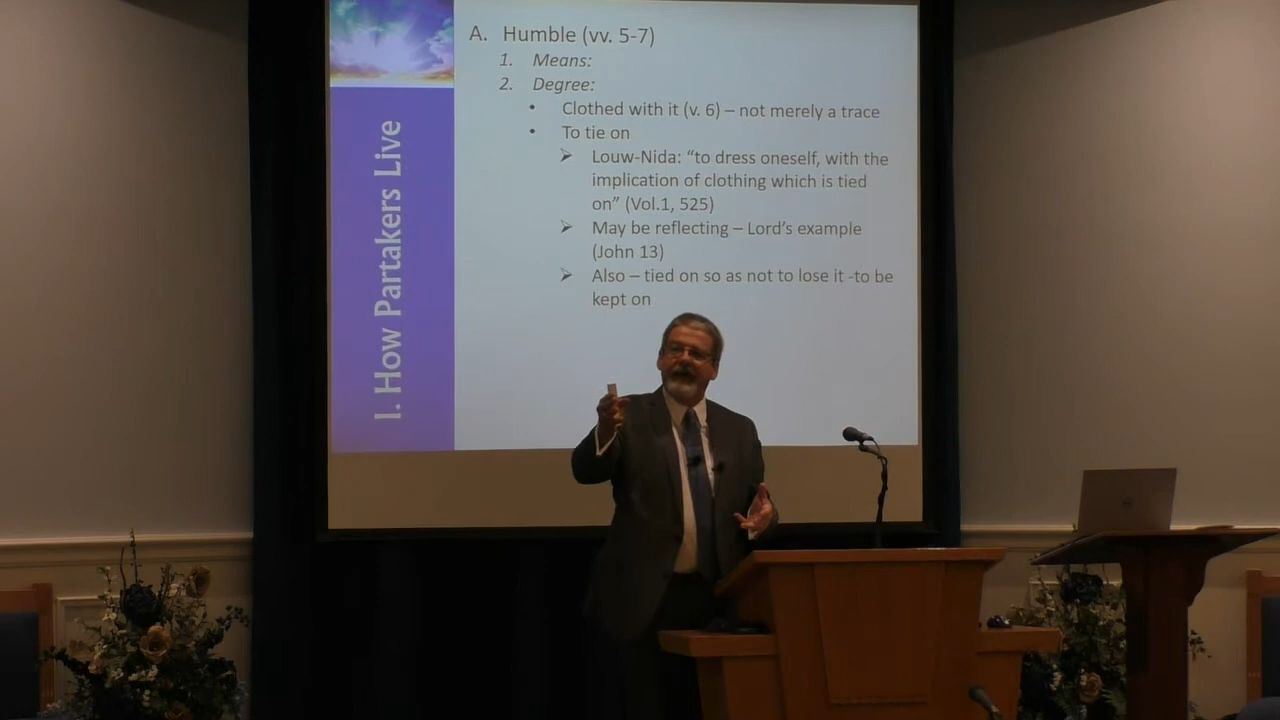 I. How Partakers Live
A. Humble (vv. 5-7)
1. Means:
2. Degree:
• Clothed with it (v. 6) – not merely a trace
• To tie on
➢ Louw-Nida: “to dress oneself, with the
implication of clothing which is tied
on” (Vol.1, 525)
➢ May be reflecting – Lord’s example
(John 13)
➢ Also – tied on so as not to lose it -to be
kept on